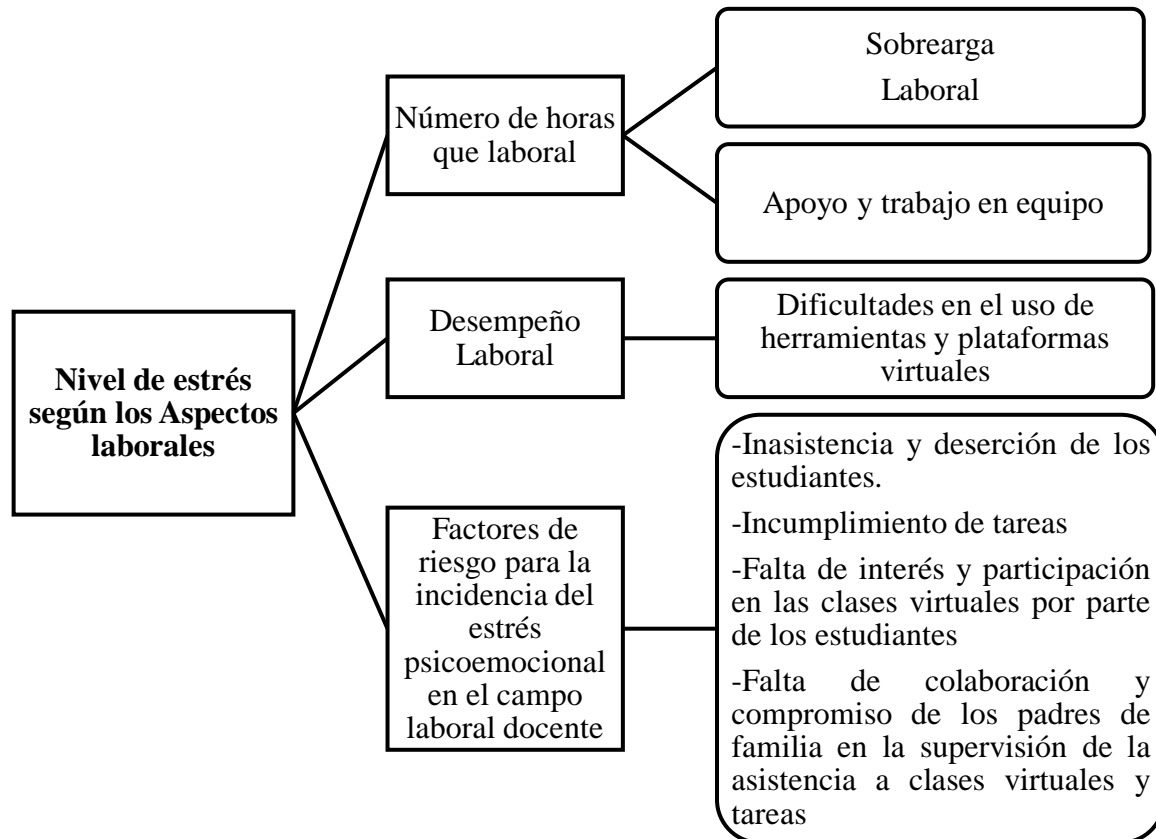 Nivel de estrés
según los Aspectos
laborales
Número de horas
que laboral
Sobrearga
Laboral
Apoyo y trabajo en equipo
Desempeño
Laboral
Dificultades en el uso de
herramientas y plataformas
virtuales
Factores de
riesgo para la
incidencia del
estrés
psicoemocional
en el campo
laboral docente
-Inasistencia y deserción de los
estudiantes.
-Incumplimiento de tareas
-Falta de interés y participación
en las clases virtuales por parte
de los estudiantes
-Falta de colaboración y
compromiso de los padres de
familia en la supervisión de la
asistencia a clases virtuales y
tareas